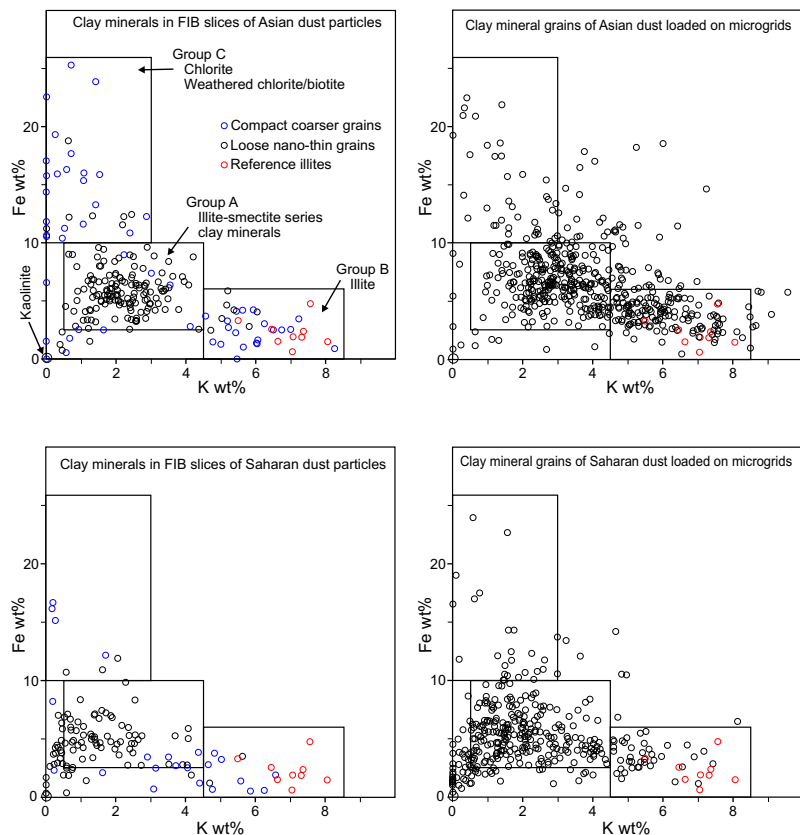 Clay minerals in FIB slices of Asian dust particles
Group C
Chlorite
Weathered chlorite/biotite
Compact coarser grains
Loose nano-thin grains
Reference illites
Group A
Illite-smectite series
clay minerals
Group B
Illite
Kaolinite
Fe wt%
20
10
0
0 2 4 6 8
K wt%
Clay mineral grains of Asian dust loaded on microgrids
Fe wt%
20
10
0
0 2 4 6 8
K wt%
Clay minerals in FIB slices of Saharan dust particles
Fe wt%
20
10
0
0 2 4 6 8
K wt%
Clay mineral grains of Saharan dust loaded on microgrids
Fe wt%
20
10
0
0 2 4 6 8
K wt%